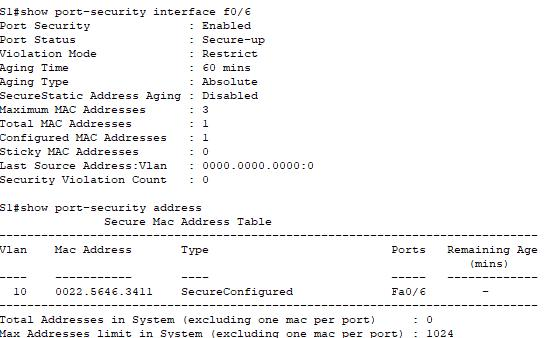 S1#show port-security interface f0/6
Port Security              : Enabled
Port Status                : Secure-up
Violation Mode             : Restrict
Aging Time                 : 60 mins
Aging Type                 : Absolute
SecureStatic Address Aging : Disabled
Maximum MAC Addresses      : 3
Total MAC Addresses        : 1
Configured MAC Addresses   : 1
Sticky MAC Addresses       : 0
Last Source Address:Vlan   : 0000.0000.0000:0
Security Violation Count   : 0
S1#show port-security address
Secure Mac Address Table
-----------------------------------------------------------------------------
Vlan    Mac Address       Type                          Ports   Remaining Age
(mins)
----    -----------       ----                          -----   -------------
10    0022.5646.3411    SecureConfigured              Fa0/6        -
-----------------------------------------------------------------------------
Total Addresses in System (excluding one mac per port)     : 0
Max Addresses limit in System (excluding one mac per port) : 1024